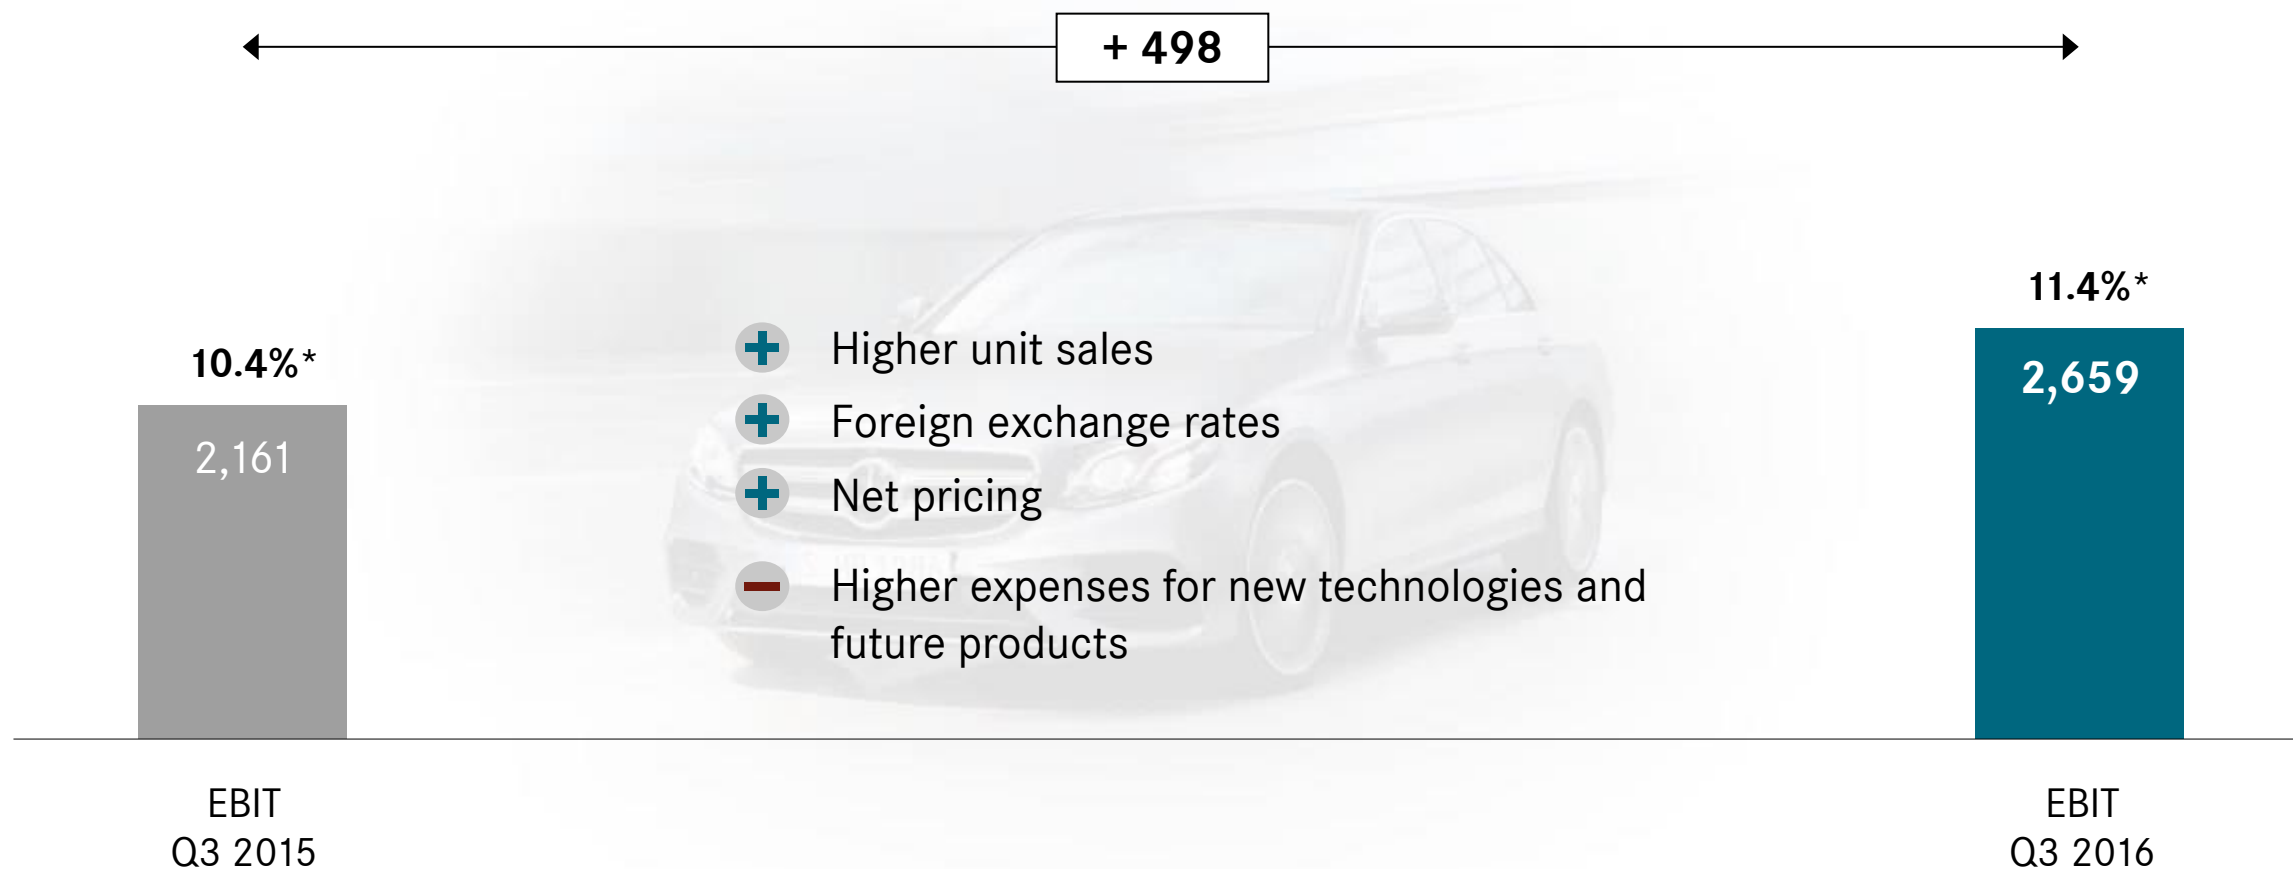 + 498
10.4%*
2,161
11.4%*
2,659
Higher unit sales
Foreign exchange rates
Net pricing
Higher expenses for new technologies and
future products
EBIT
Q3 2015
EBIT
Q3 2016